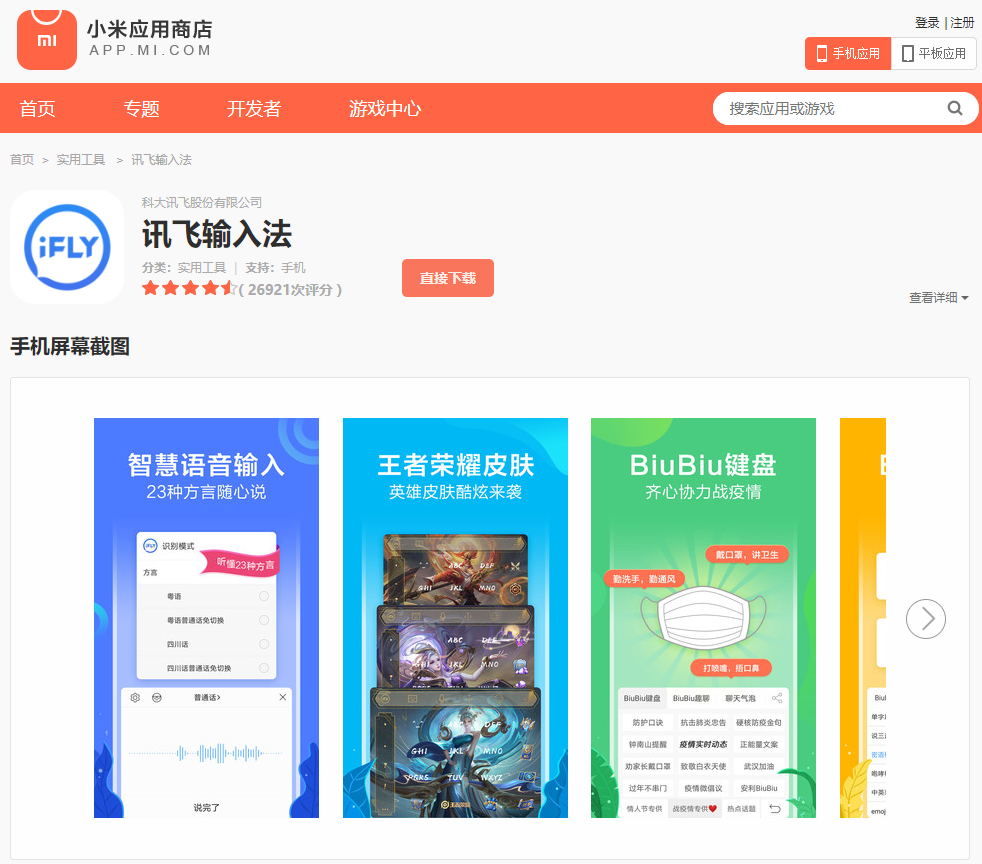 小米应用商店
APP.MI.COM
登录 | 注册
手机应用 平板应用
首页 专题 开发者 游戏中心
搜索应用或游戏
首页 > 实用工具 > 讯飞输入法
iFLY
科大讯飞股份有限公司
讯飞输入法
分类：实用工具 | 支持：手机
( 26921次评分 )
直接下载
查看详细
手机屏幕截图
智慧语音输入
23种方言随心说
iFLY 识别模式
听懂23种方言
方言
粤语
粤语普通话免切换
四川话
四川话普通话免切换
普通话›
说完了
王者荣耀皮肤
英雄皮肤酷炫来袭
ABC DEF
GHI JKL MNO
ABC DEF
GHI JKL MNO
ABC DEF
GHI JKL MNO
PGRS TUV WXYZ
BiuBiu键盘
齐心协力战疫情
戴口罩，讲卫生
勤洗手，勤通风
打喷嚏，捂口鼻
BiuBiu键盘 BiuBiu趣聊 聊天气泡
防护口诀 抗击肺炎忠告 硬核防疫金句
钟南山提醒 疫情实时动态 正能量文案
劝家长戴口罩 致敬白衣天使 武汉加油
过年不串门 疫情微倡议 安利BiuBiu
情人节专供 战疫情专供 热点话题
Biul
单字
说三
密语
咆哮
中英
emoj